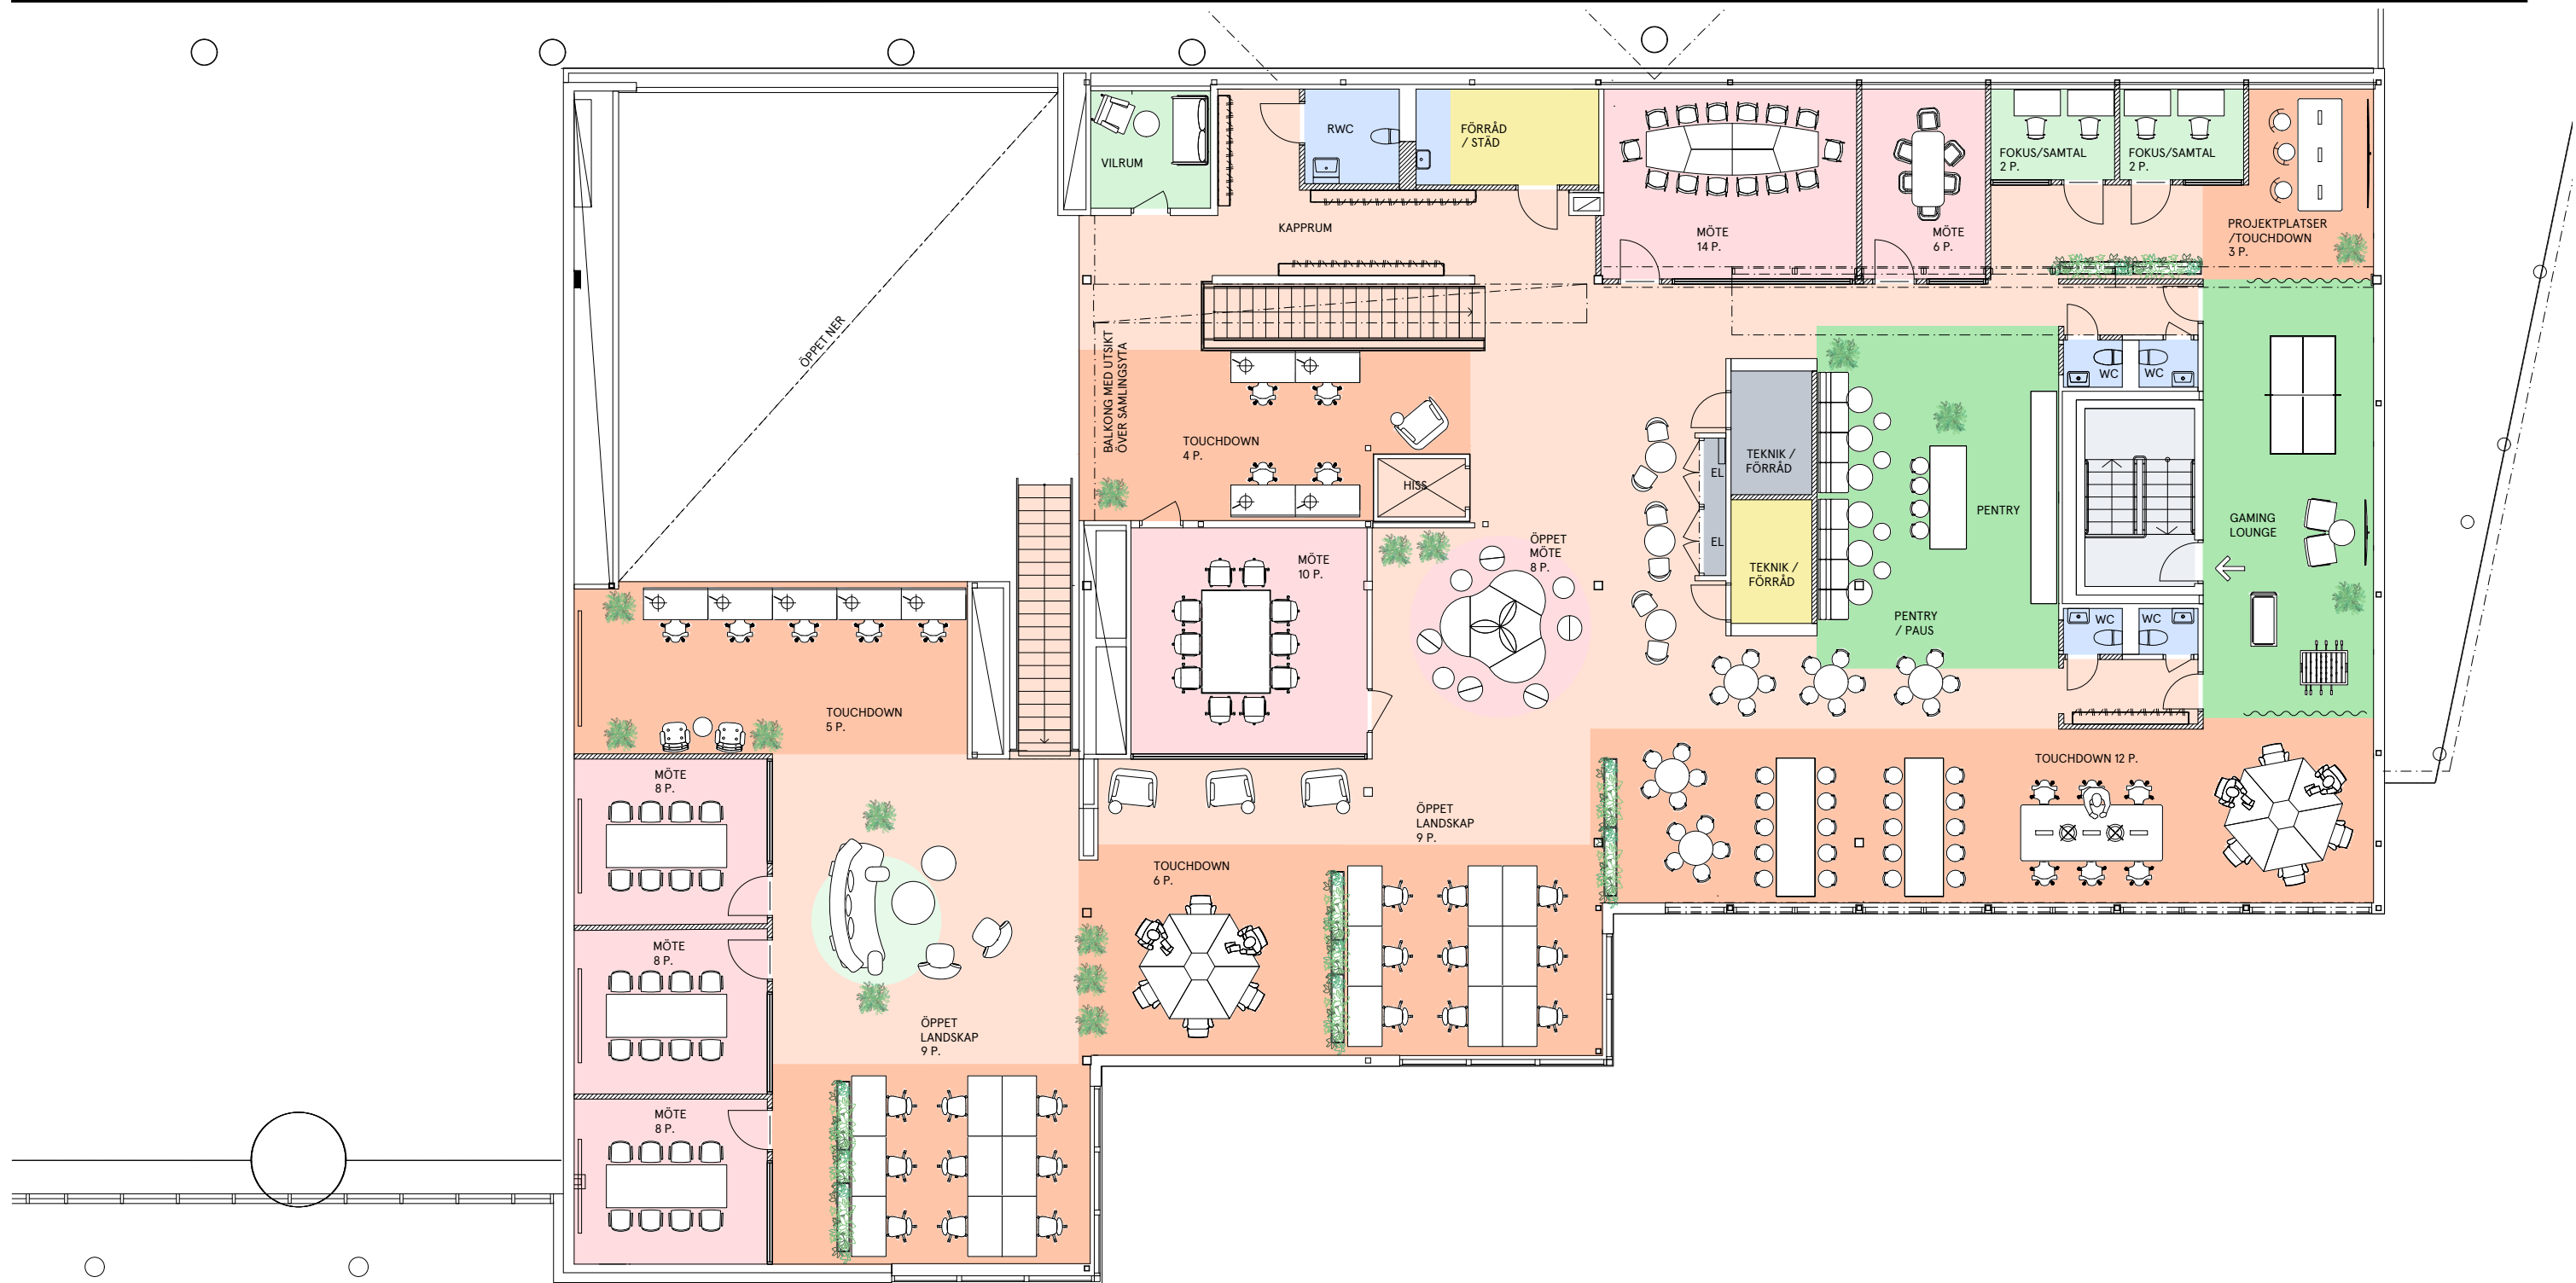 RWC
FÖRRÅD
/ STÄD
VILRUM
FOKUS/SAMTAL
2 P.
FOKUS/SAMTAL
2 P.
KAPPRUM
MÖTE
14 P.
MÖTE
6 P.
PROJEKTPLATSER
/TOUCHDOWN
3 P.
ÖPPET NER
BALKONG MED UTSIKT
ÖVER SAMLINGSYTA
WC
WC
TOUCHDOWN
4 P.
HISS
EL
TEKNIK /
FÖRRÅD
PENTRY
GAMING
LOUNGE
MÖTE
10 P.
ÖPPET
MÖTE
8 P.
EL
TEKNIK /
FÖRRÅD
PENTRY
/ PAUS
WC
WC
TOUCHDOWN
5 P.
TOUCHDOWN 12 P.
MÖTE
8 P.
ÖPPET
LANDSKAP
9 P.
TOUCHDOWN
6 P.
MÖTE
8 P.
ÖPPET
LANDSKAP
9 P.
MÖTE
8 P.